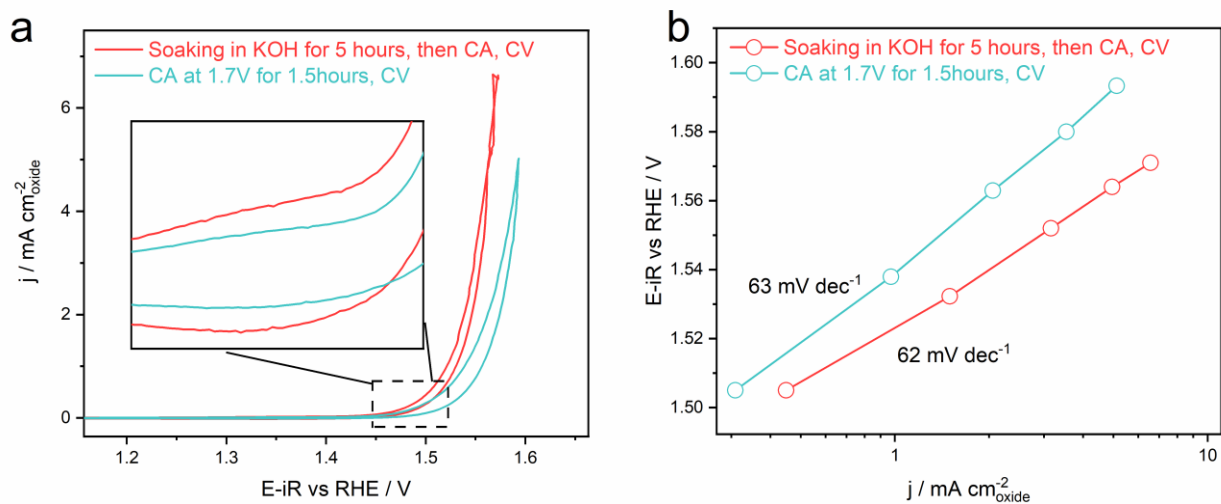 a
Soaking in KOH for 5 hours, then CA, CV
CA at 1.7V for 1.5hours, CV
j / mA cm⁻²oxide
6
4
2
0
1.2 1.3 1.4 1.5 1.6
E-iR vs RHE / V
b
Soaking in KOH for 5 hours, then CA, CV
CA at 1.7V for 1.5hours, CV
E-iR vs RHE / V
1.60
1.58
1.56
1.54
1.52
1.50
63 mV dec⁻¹
62 mV dec⁻¹
1 10
j / mA cm⁻²oxide